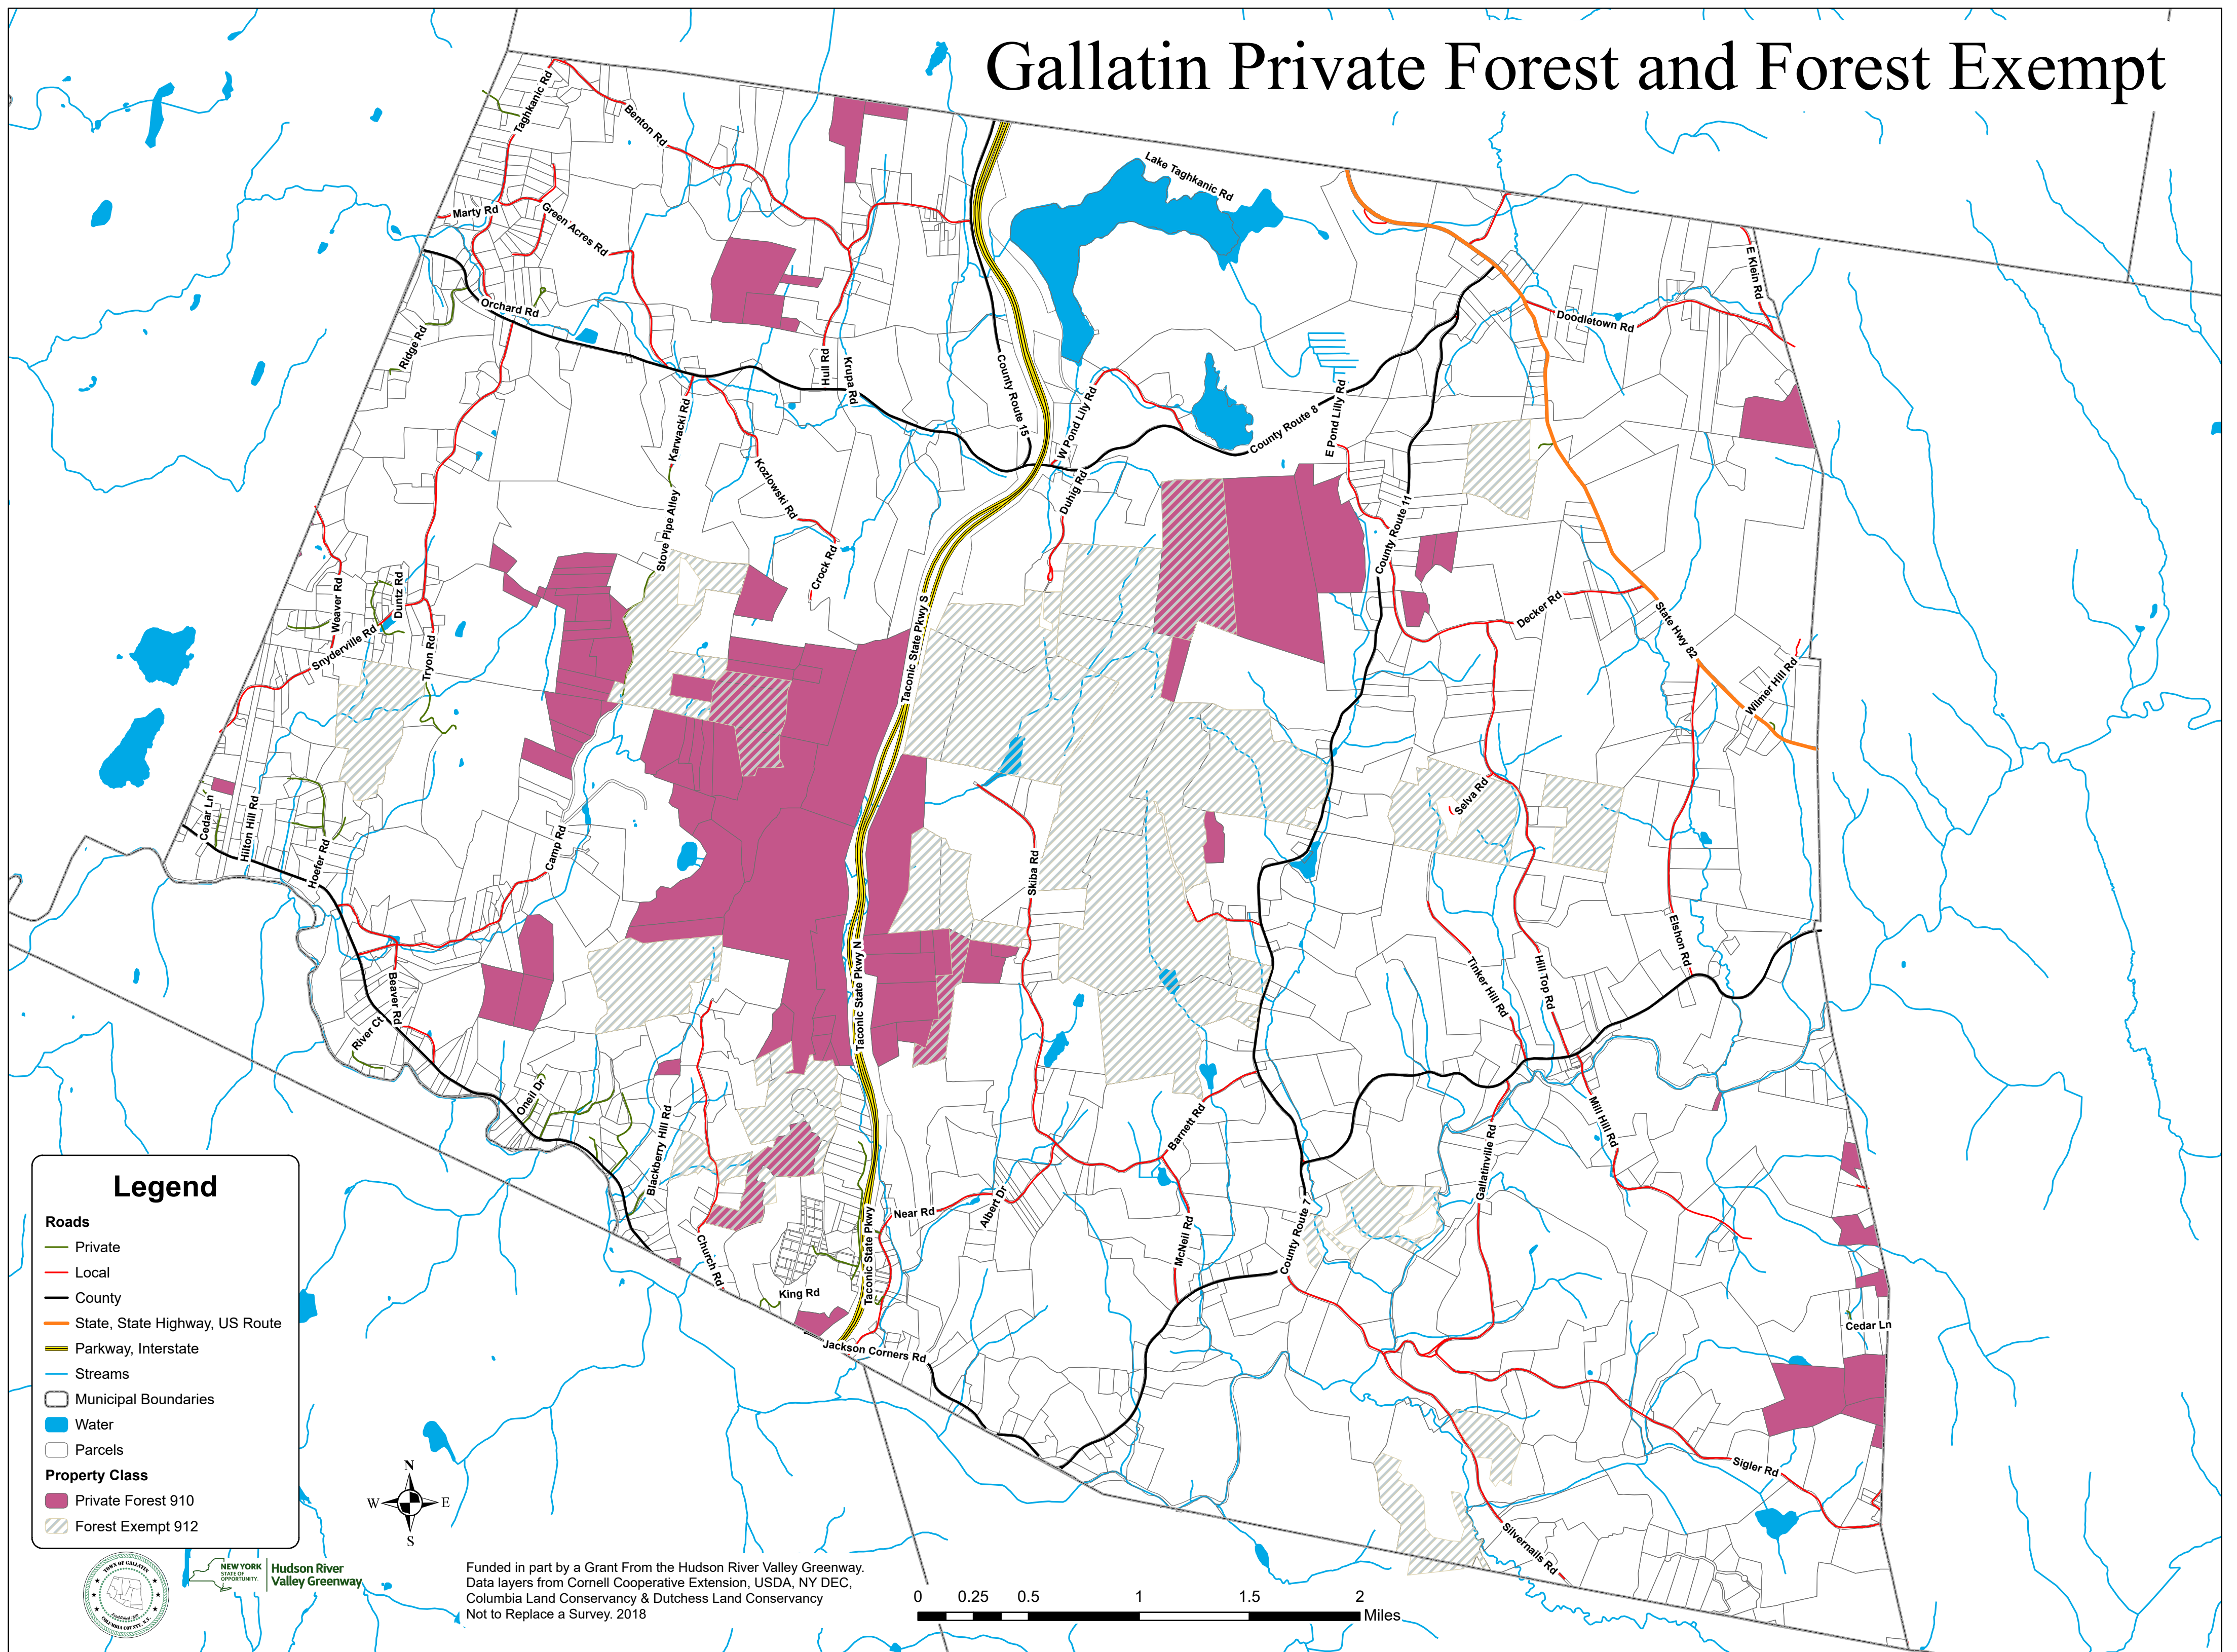 Gallatin Private Forest and Forest Exempt
Taghkanic Rd
Benton Rd
Lake Taghkanic Rd
Marty Rd
Green Acres Rd
E Klein Rd
Orchard Rd
Doodletown Rd
Ridge Rd
Hull Rd
Krupa Rd
County Route 15
W Pond Lily Rd
County Route 8
E Pond Lilly Rd
Karwacki Rd
Kozlowski Rd
Stove Pipe Alley
Duhig Rd
County Route 11
Crock Rd
Weaver Rd
Duntz Rd
Snyderville Rd
Tryon Rd
Taconic State Pkwy S
Decker Rd
State Hwy 82
Wilmer Hill Rd
Selva Rd
Cedar Ln
Hilton Hill Rd
Hoefer Rd
Camp Rd
Skiba Rd
Elshon Rd
Tinker Hill Rd
Hill Top Rd
Beaver Rd
River Ct
Taconic State Pkwy N
Oneil Dr
Blackberry Hill Rd
Barnett Rd
Mill Hill Rd
Gallatinville Rd
Near Rd
Albert Dr
McNeil Rd
County Route 7
Church Rd
King Rd
Taconic State Pkwy
Jackson Corners Rd
Cedar Ln
Sigler Rd
Silvernails Rd
Legend
Roads
Private
Local
County
State, State Highway, US Route
Parkway, Interstate
Streams
Municipal Boundaries
Water
Parcels
Property Class
Private Forest 910
Forest Exempt 912
N
W E
S
TOWN OF GALLATIN
COLUMBIA COUNTY, N.Y.
NEW YORK
STATE OF
OPPORTUNITY.
Hudson River
Valley Greenway
Funded in part by a Grant From the Hudson River Valley Greenway.
Data layers from Cornell Cooperative Extension, USDA, NY DEC,
Columbia Land Conservancy & Dutchess Land Conservancy
Not to Replace a Survey. 2018
0 0.25 0.5 1 1.5 2
Miles